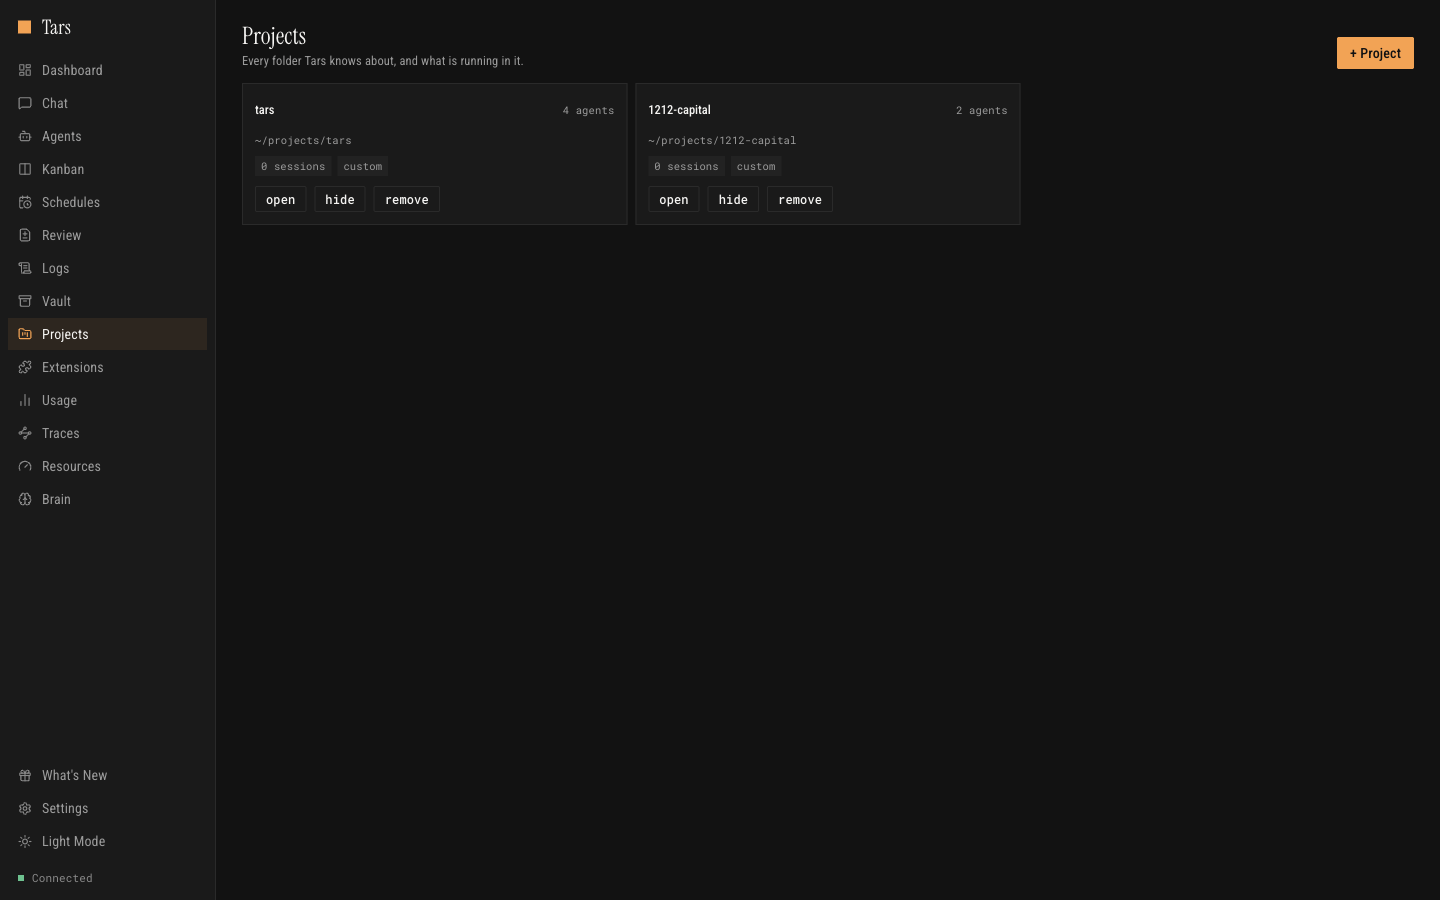 Tars
Dashboard
Chat
Agents
Kanban
Schedules
Review
Logs
Vault
Projects
Extensions
Usage
Traces
Resources
Brain
What's New
Settings
Light Mode
Connected
Projects
Every folder Tars knows about, and what is running in it.
+ Project
tars 4 agents
~/projects/tars
0 sessions custom
open hide remove
1212-capital 2 agents
~/projects/1212-capital
0 sessions custom
open hide remove